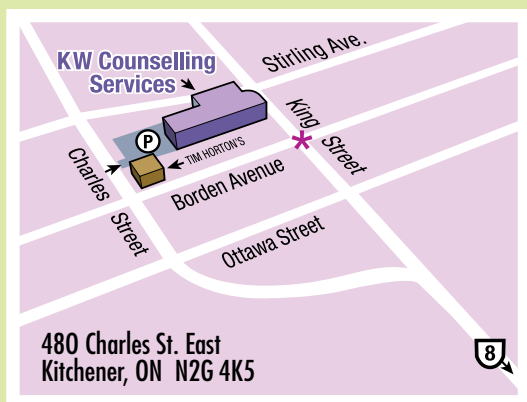 KW Counselling
Services
Stirling Ave.
King
Street
P
TIM HORTON'S
Charles
Street
Borden Avenue
Ottawa Street
480 Charles St. East
Kitchener, ON N2G 4K5
8